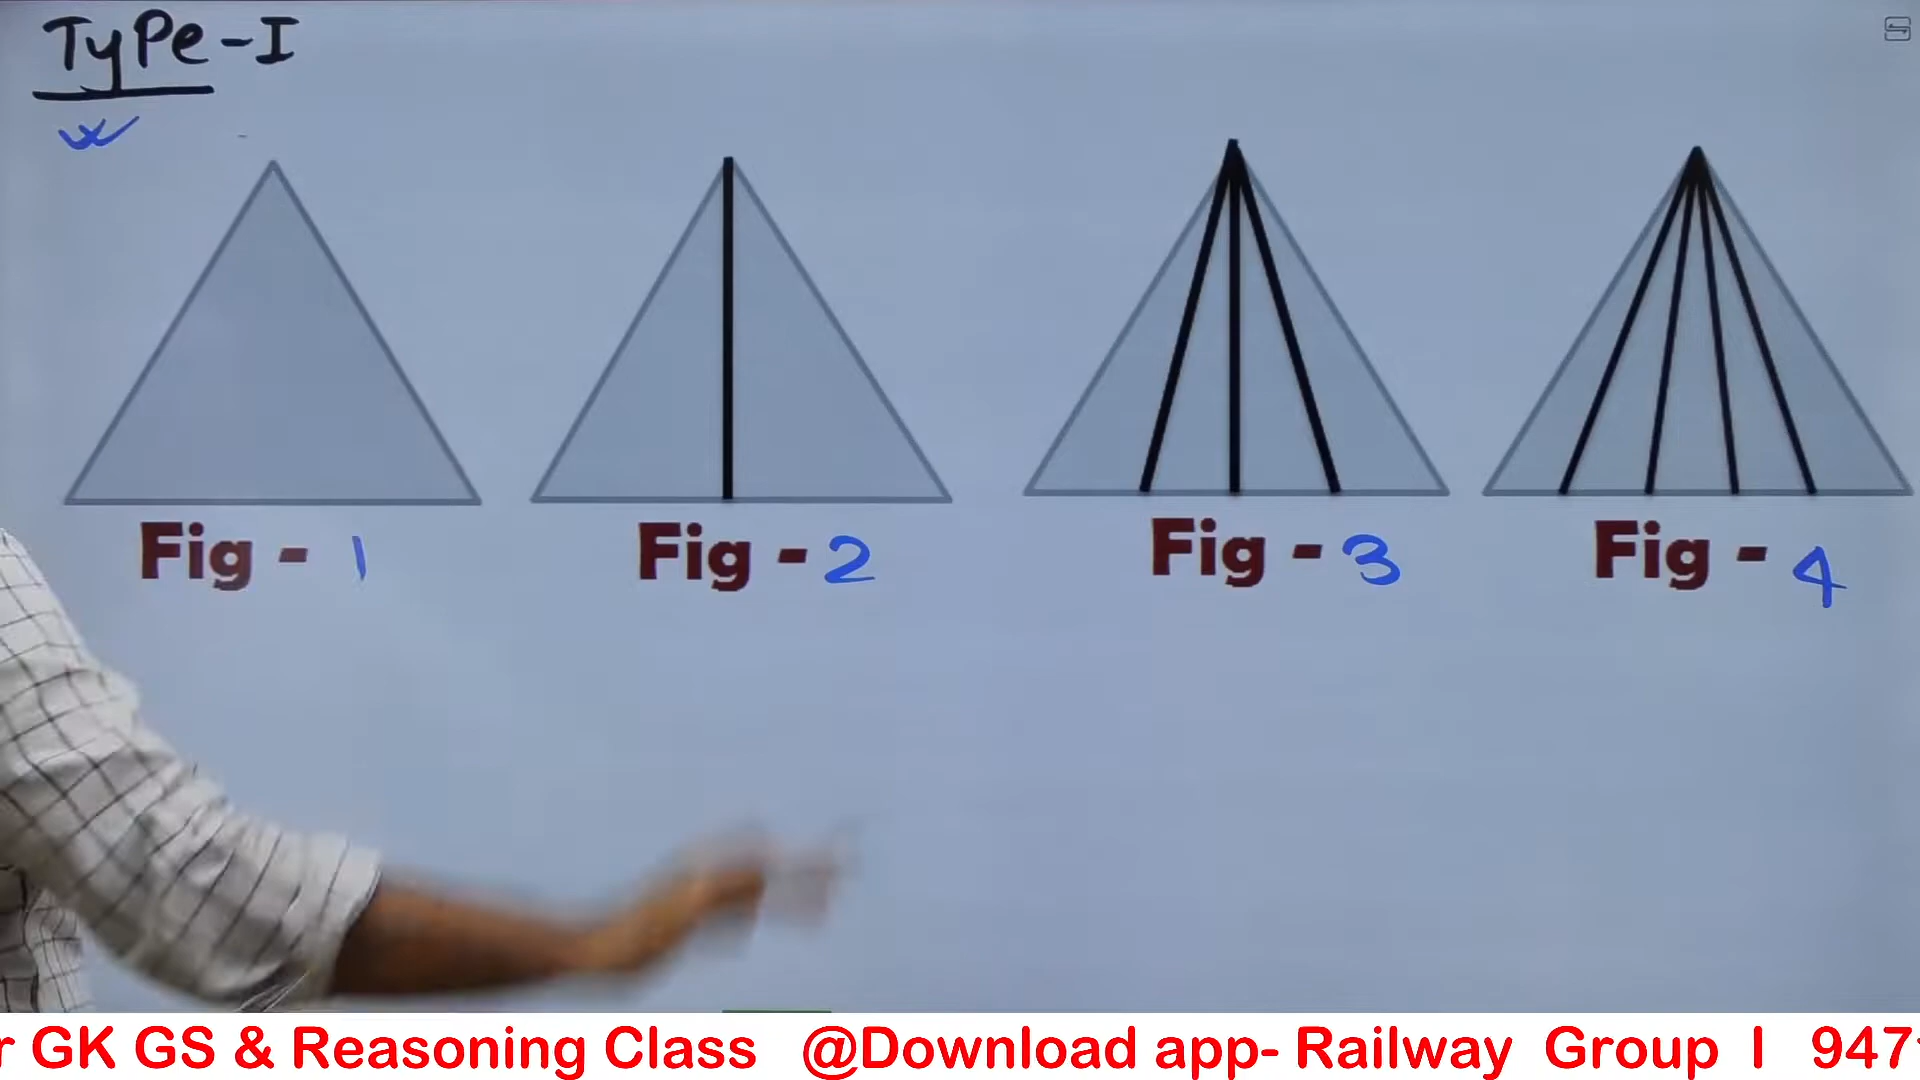 TyPe-I
Fig - 1
Fig - 2
Fig - 3
Fig - 4
r GK GS & Reasoning Class @Download app- Railway Group I 947